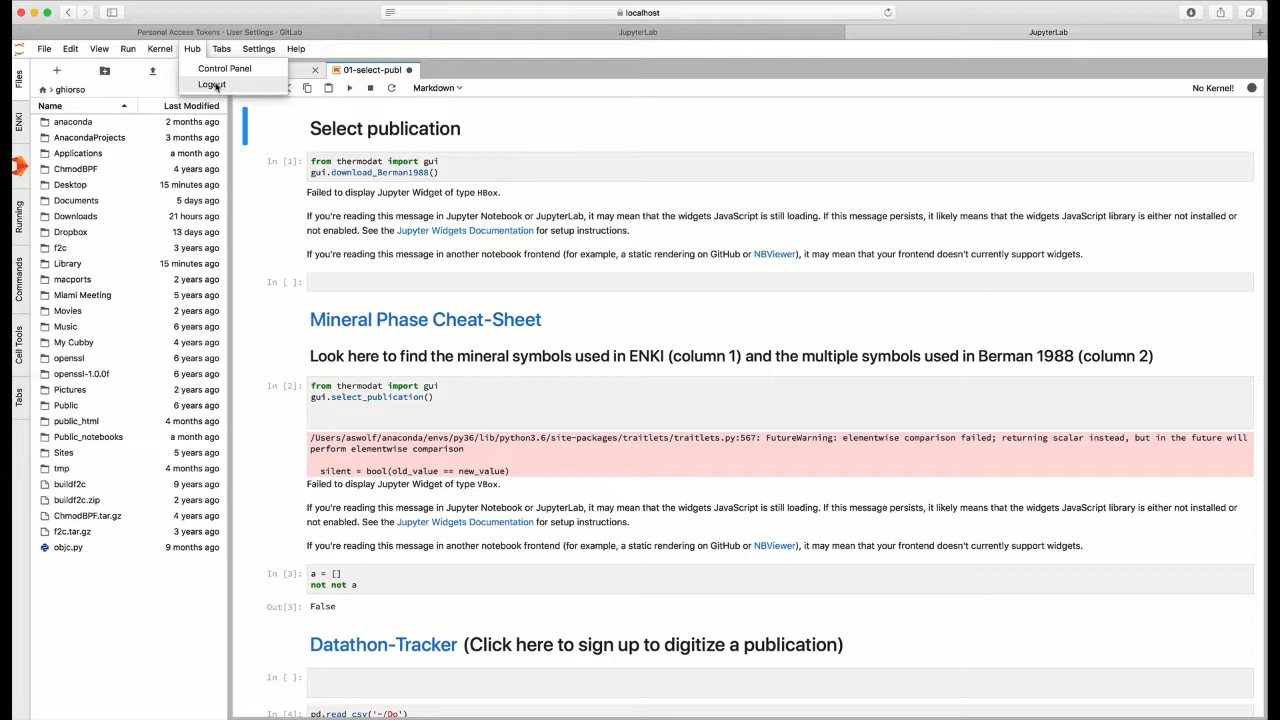 localhost
Personal Access Tokens · User Settings · GitLab
JupyterLab
JupyterLab
File Edit View Run Kernel Hub Tabs Settings Help
Control Panel
Logout
01-select-publ
Markdown
No Kernel!
Files
ENKI
Running
Commands
Cell Tools
Tabs
ghiorso
Name Last Modified
anaconda 2 months ago
AnacondaProjects 3 months ago
Applications a month ago
ChmodBPF 4 years ago
Desktop 15 minutes ago
Documents 5 days ago
Downloads 21 hours ago
Dropbox 13 days ago
f2c 3 years ago
Library 15 minutes ago
macports 2 years ago
Miami Meeting 5 years ago
Movies 2 years ago
Music 6 years ago
My Cubby 4 years ago
openssl 6 years ago
openssl-1.0.0f 6 years ago
Pictures 2 years ago
Public 6 years ago
public_html 4 months ago
Public_notebooks a month ago
Sites 5 years ago
tmp 4 months ago
buildf2c 9 years ago
buildf2c.zip 2 years ago
ChmodBPF.tar.gz 4 years ago
f2c.tar.gz 3 years ago
objc.py 9 months ago
Select publication
In [1]: from thermodat import gui
gui.download_Berman1988()
Failed to display Jupyter Widget of type HBox.
If you're reading this message in Jupyter Notebook or JupyterLab, it may mean that the widgets JavaScript is still loading. If this message persists, it likely means that the widgets JavaScript library is either not installed or
not enabled. See the Jupyter Widgets Documentation for setup instructions.
If you're reading this message in another notebook frontend (for example, a static rendering on GitHub or NBViewer), it may mean that your frontend doesn't currently support widgets.
In [ ]:
Mineral Phase Cheat-Sheet
Look here to find the mineral symbols used in ENKI (column 1) and the multiple symbols used in Berman 1988 (column 2)
In [2]: from thermodat import gui
gui.select_publication()
/Users/aswolf/anaconda/envs/py36/lib/python3.6/site-packages/traitlets/traitlets.py:567: FutureWarning: elementwise comparison failed; returning scalar instead, but in the future will
perform elementwise comparison
silent = bool(old_value == new_value)
Failed to display Jupyter Widget of type VBox.
If you're reading this message in Jupyter Notebook or JupyterLab, it may mean that the widgets JavaScript is still loading. If this message persists, it likely means that the widgets JavaScript library is either not installed or
not enabled. See the Jupyter Widgets Documentation for setup instructions.
If you're reading this message in another notebook frontend (for example, a static rendering on GitHub or NBViewer), it may mean that your frontend doesn't currently support widgets.
In [3]: a = []
not not a
Out[3]: False
Datathon-Tracker (Click here to sign up to digitize a publication)
In [ ]:
In [4]: pd.read_csv('~/Do')